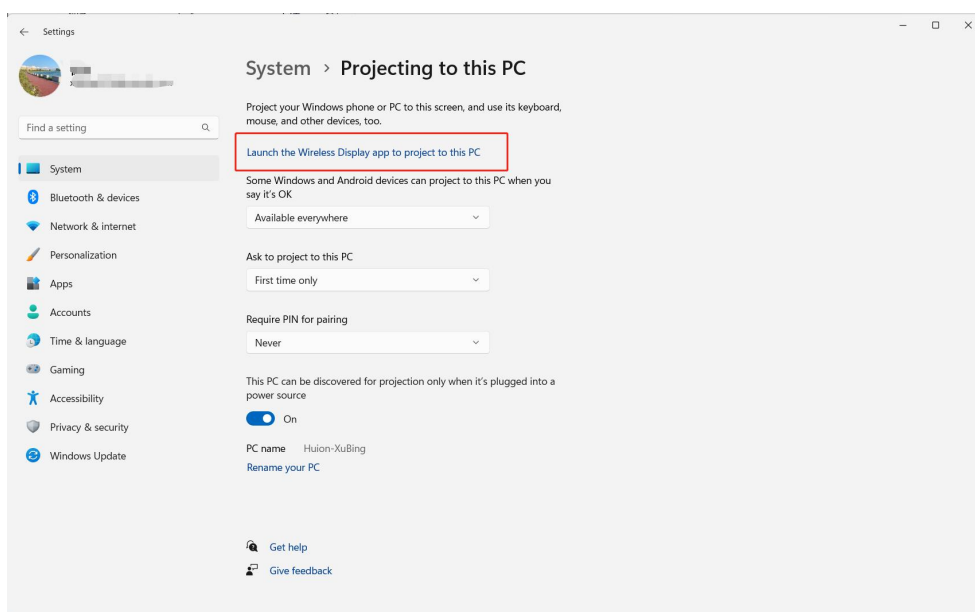 Settings
System > Projecting to this PC
Project your Windows phone or PC to this screen, and use its keyboard,
mouse, and other devices, too.
Find a setting
Launch the Wireless Display app to project to this PC
System
Some Windows and Android devices can project to this PC when you
say it's OK
Bluetooth & devices
Available everywhere
Network & internet
Personalization
Ask to project to this PC
Apps
First time only
Accounts
Require PIN for pairing
Time & language
Never
Gaming
This PC can be discovered for projection only when it's plugged into a
power source
Accessibility
On
Privacy & security
PC name Huion-XuBing
Windows Update
Rename your PC
Get help
Give feedback